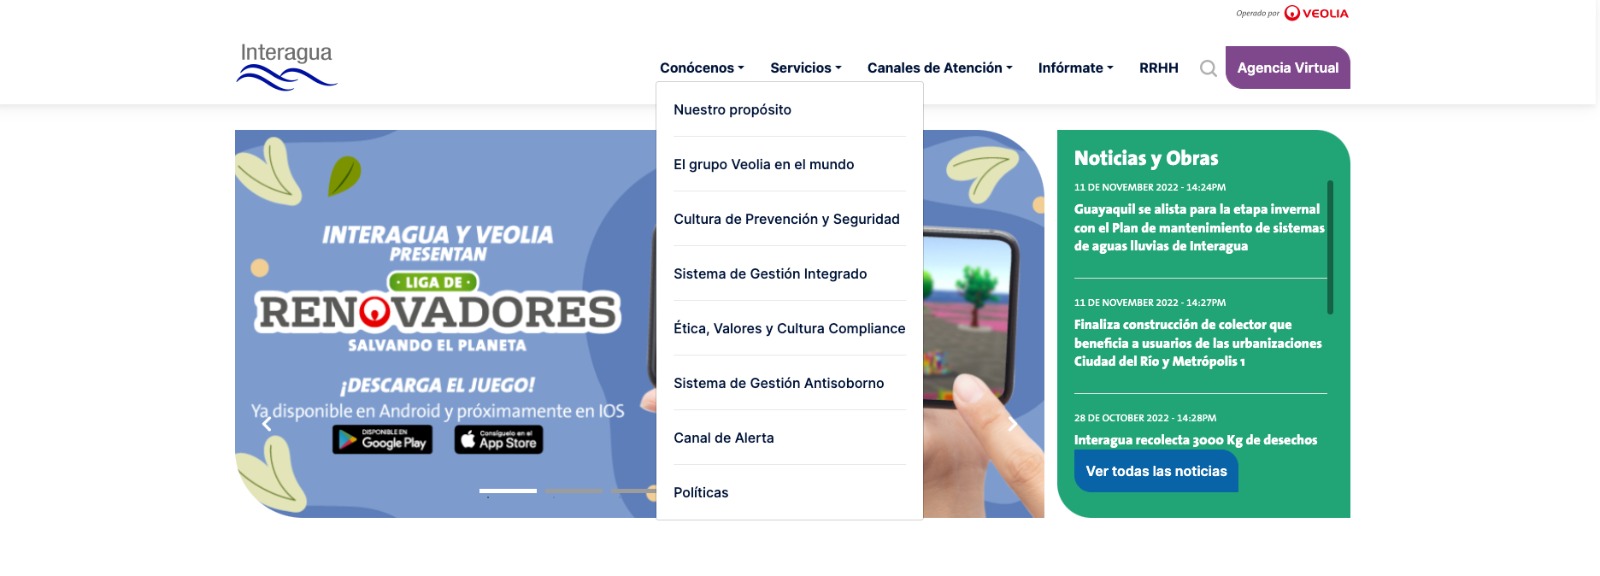 Operado por VEOLIA
Interagua
Conócenos
Servicios
Canales de Atención
Infórmate
RRHH
Agencia Virtual
Nuestro propósito
El grupo Veolia en el mundo
Cultura de Prevención y Seguridad
Sistema de Gestión Integrado
Ética, Valores y Cultura Compliance
Sistema de Gestión Antisoborno
Canal de Alerta
Políticas
INTERAGUA Y VEOLIA
PRESENTAN
LIGA DE
RENOVADORES
SALVANDO EL PLANETA
¡DESCARGA EL JUEGO!
Ya disponible en Android y próximamente en IOS
DISPONIBLE EN
Google Play
Consíguelo en el
App Store
Noticias y Obras
11 DE NOVEMBER 2022 - 14:24PM
Guayaquil se alista para la etapa invernal
con el Plan de mantenimiento de sistemas
de aguas lluvias de Interagua
11 DE NOVEMBER 2022 - 14:27PM
Finaliza construcción de colector que
beneficia a usuarios de las urbanizaciones
Ciudad del Río y Metrópolis 1
28 DE OCTOBER 2022 - 14:28PM
Interagua recolecta 3000 Kg de desechos
Ver todas las noticias